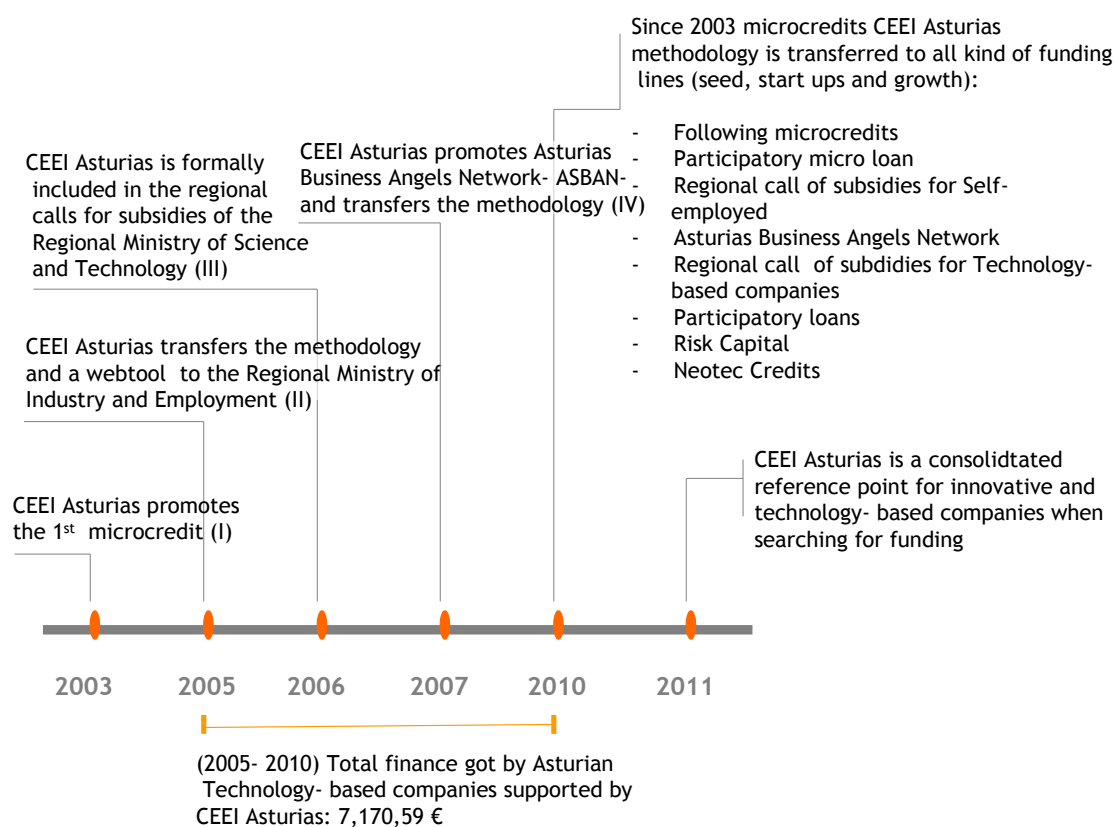 Since 2003 microcredits CEEI Asturias
methodology is transferred to all kind of funding
lines (seed, start ups and growth):
- Following microcredits
- Participatory micro loan
- Regional call of subsidies for Self-
employed
- Asturias Business Angels Network
- Regional call of subdidies for Technology-
based companies
- Participatory loans
- Risk Capital
- Neotec Credits
CEEI Asturias promotes Asturias
Business Angels Network- ASBAN-
and transfers the methodology (IV)
CEEI Asturias is formally
included in the regional
calls for subsidies of the
Regional Ministry of Science
and Technology (III)
CEEI Asturias transfers the methodology
and a webtool to the Regional Ministry of
Industry and Employment (II)
CEEI Asturias promotes
the 1st microcredit (I)
CEEI Asturias is a consolidtated
reference point for innovative and
technology- based companies when
searching for funding
2003 2005 2006 2007 2010 2011
(2005- 2010) Total finance got by Asturian
Technology- based companies supported by
CEEI Asturias: 7,170,59 €